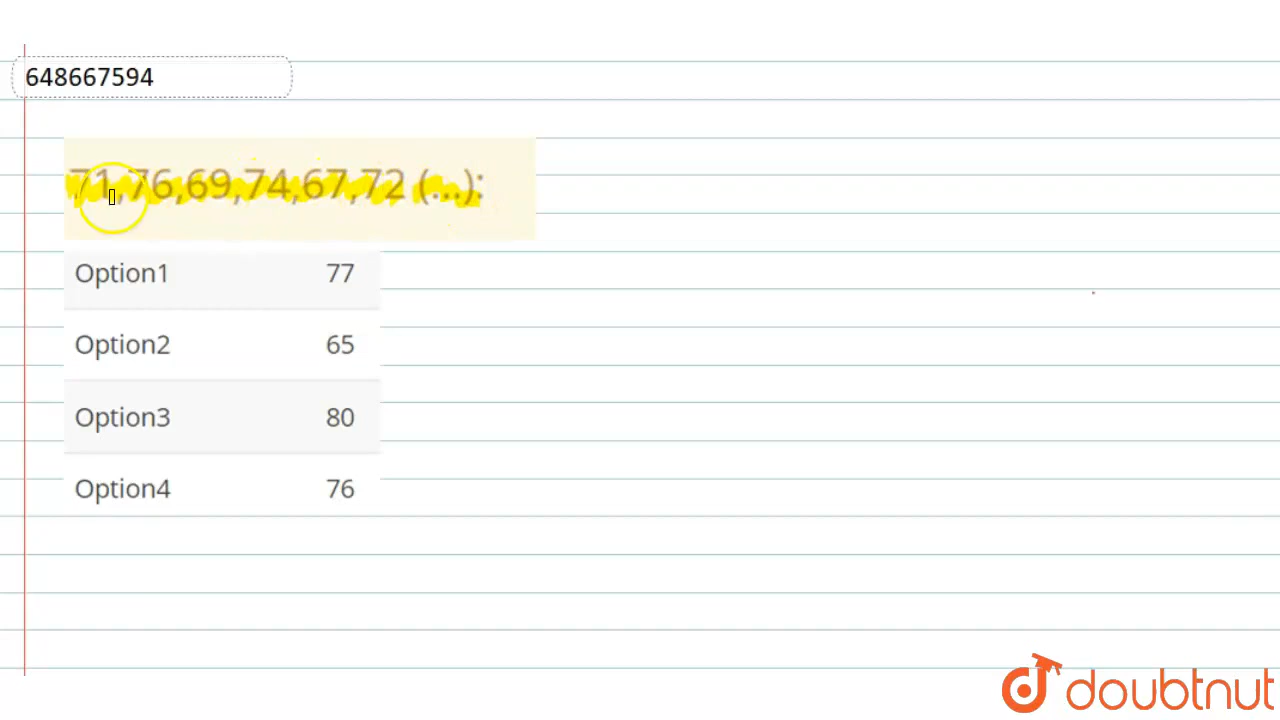 648667594
71,76,69,74,67,72 (...):
Option1 77
Option2 65
Option3 80
Option4 76
doubtnut